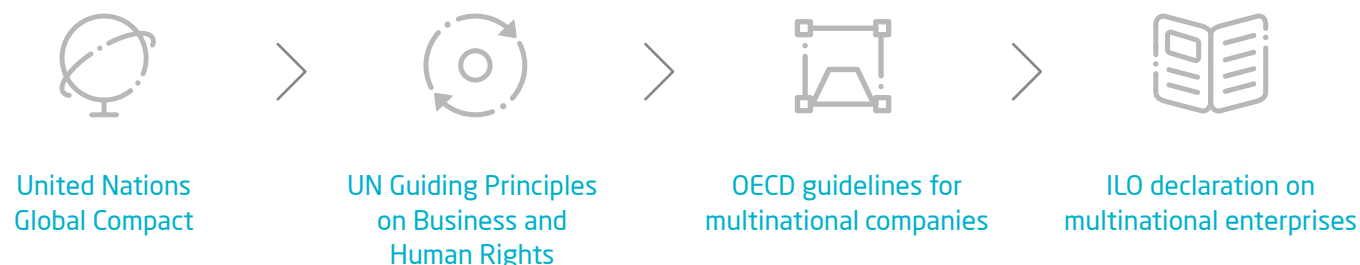 United Nations
Global Compact
UN Guiding Principles
on Business and
Human Rights
OECD guidelines for
multinational companies
ILO declaration on
multinational enterprises